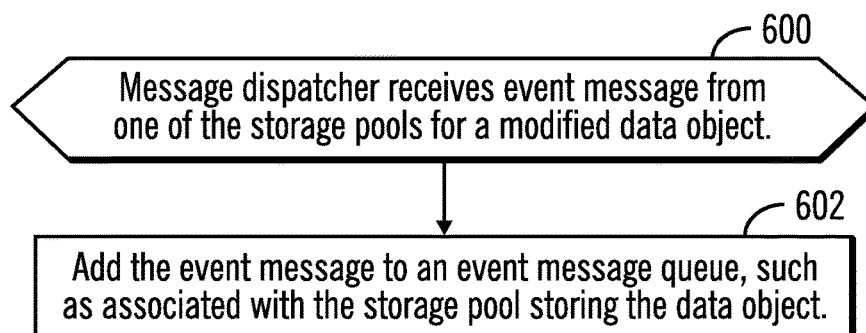 600
Message dispatcher receives event message from
one of the storage pools for a modified data object.
602
Add the event message to an event message queue, such
as associated with the storage pool storing the data object.